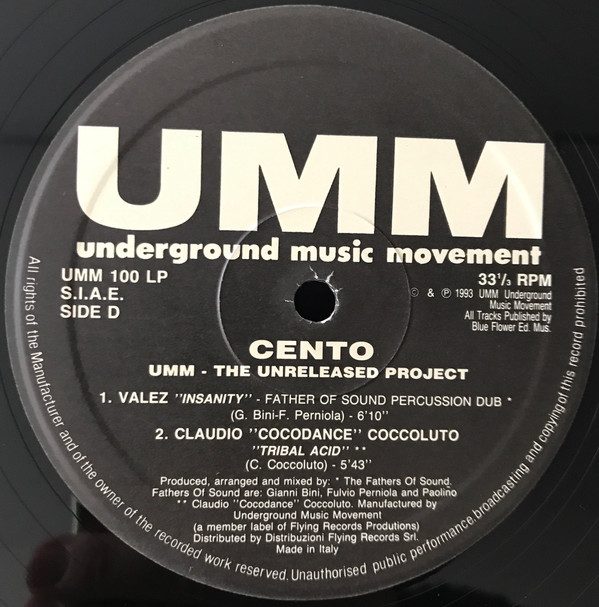 UMM
underground music movement
UMM 100 LP
S.I.A.E.
SIDE D
33⅓ RPM
© & ℗ 1993 UMM Underground
Music Movement
All Tracks Published by
Blue Flower Ed. Mus.
CENTO
UMM - THE UNRELEASED PROJECT
1. VALEZ "INSANITY" - FATHER OF SOUND PERCUSSION DUB *
(G. Bini-F. Perniola) - 6'10"
2. CLAUDIO "COCODANCE" COCCOLUTO
"TRIBAL ACID" **
(C. Coccoluto) - 5'43"
Produced, arranged and mixed by: * The Fathers Of Sound.
Fathers Of Sound are: Gianni Bini, Fulvio Perniola and Paolino
** Claudio "Cocodance" Coccoluto. Manufactured by
Underground Music Movement
(a member label of Flying Records Produtions)
Distributed by Distribuzioni Flying Records Srl.
Made in Italy
All rights of the Manufacturer and of the owner of the recorded work reserved. Unauthorised public performance, broadcasting and copying of this record prohibited